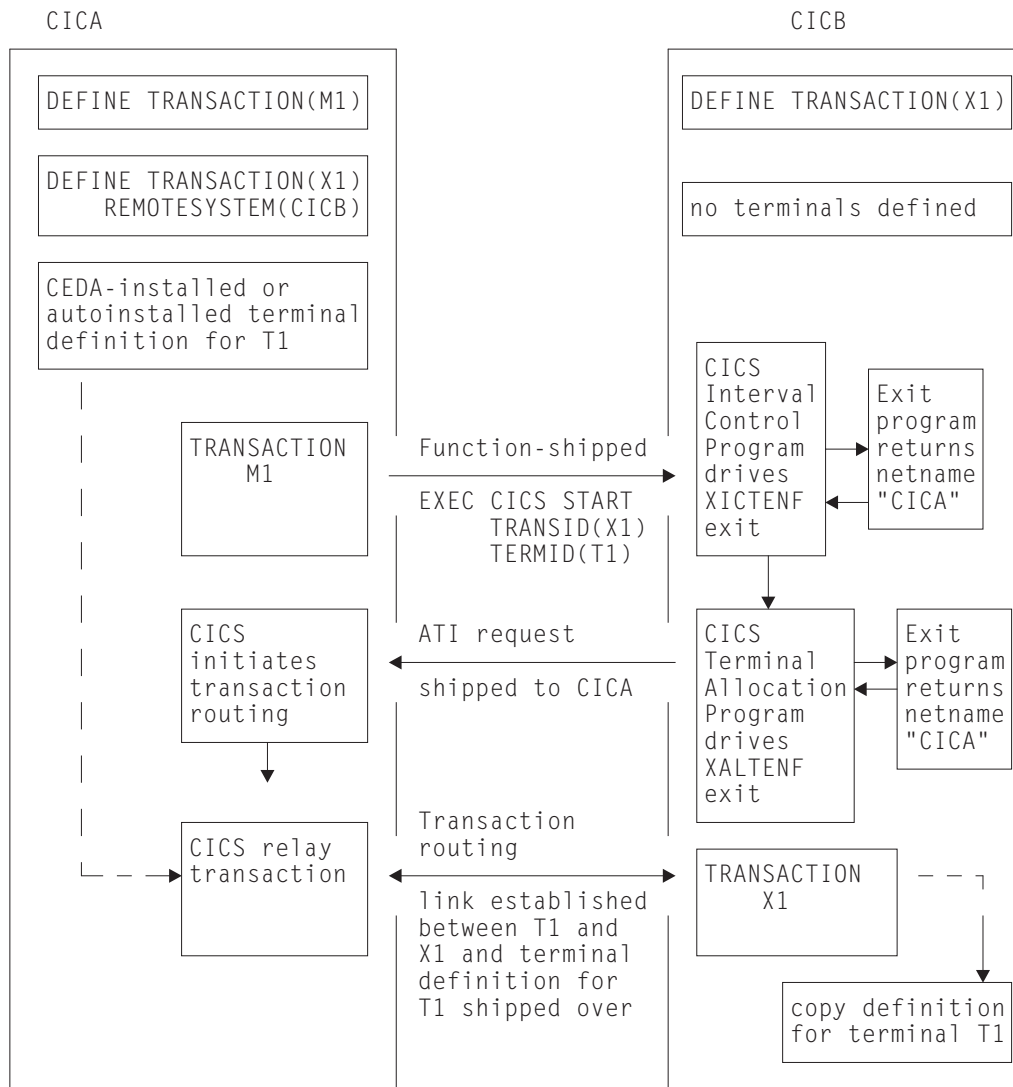 CICA
CICB
DEFINE TRANSACTION(M1)
DEFINE TRANSACTION(X1)
DEFINE TRANSACTION(X1)
REMOTESYSTEM(CICB)
no terminals defined
CEDA-installed or
autoinstalled terminal
definition for T1
TRANSACTION
M1
Function-shipped
EXEC CICS START
TRANSID(X1)
TERMID(T1)
CICS
Interval
Control
Program
drives
XICTENF
exit
Exit
program
returns
netname
"CICA"
CICS
initiates
transaction
routing
ATI request
shipped to CICA
CICS
Terminal
Allocation
Program
drives
XALTENF
exit
Exit
program
returns
netname
"CICA"
CICS relay
transaction
Transaction
routing
link established
between T1 and
X1 and terminal
definition for
T1 shipped over
TRANSACTION
X1
copy definition
for terminal T1